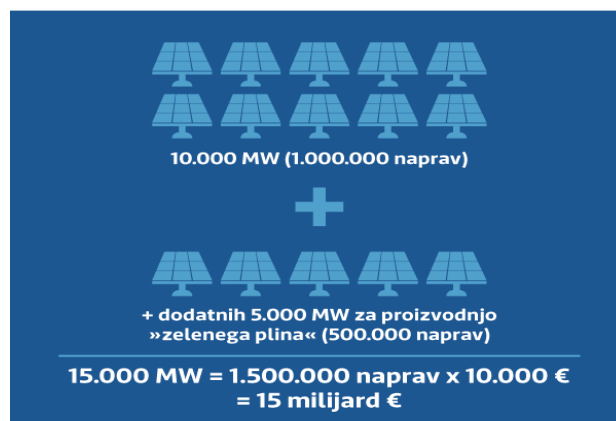 10.000 MW (1.000.000 naprav)
+
+ dodatnih 5.000 MW za proizvodnjo
»zelenega plina« (500.000 naprav)
15.000 MW = 1.500.000 naprav x 10.000 €
= 15 milijard €